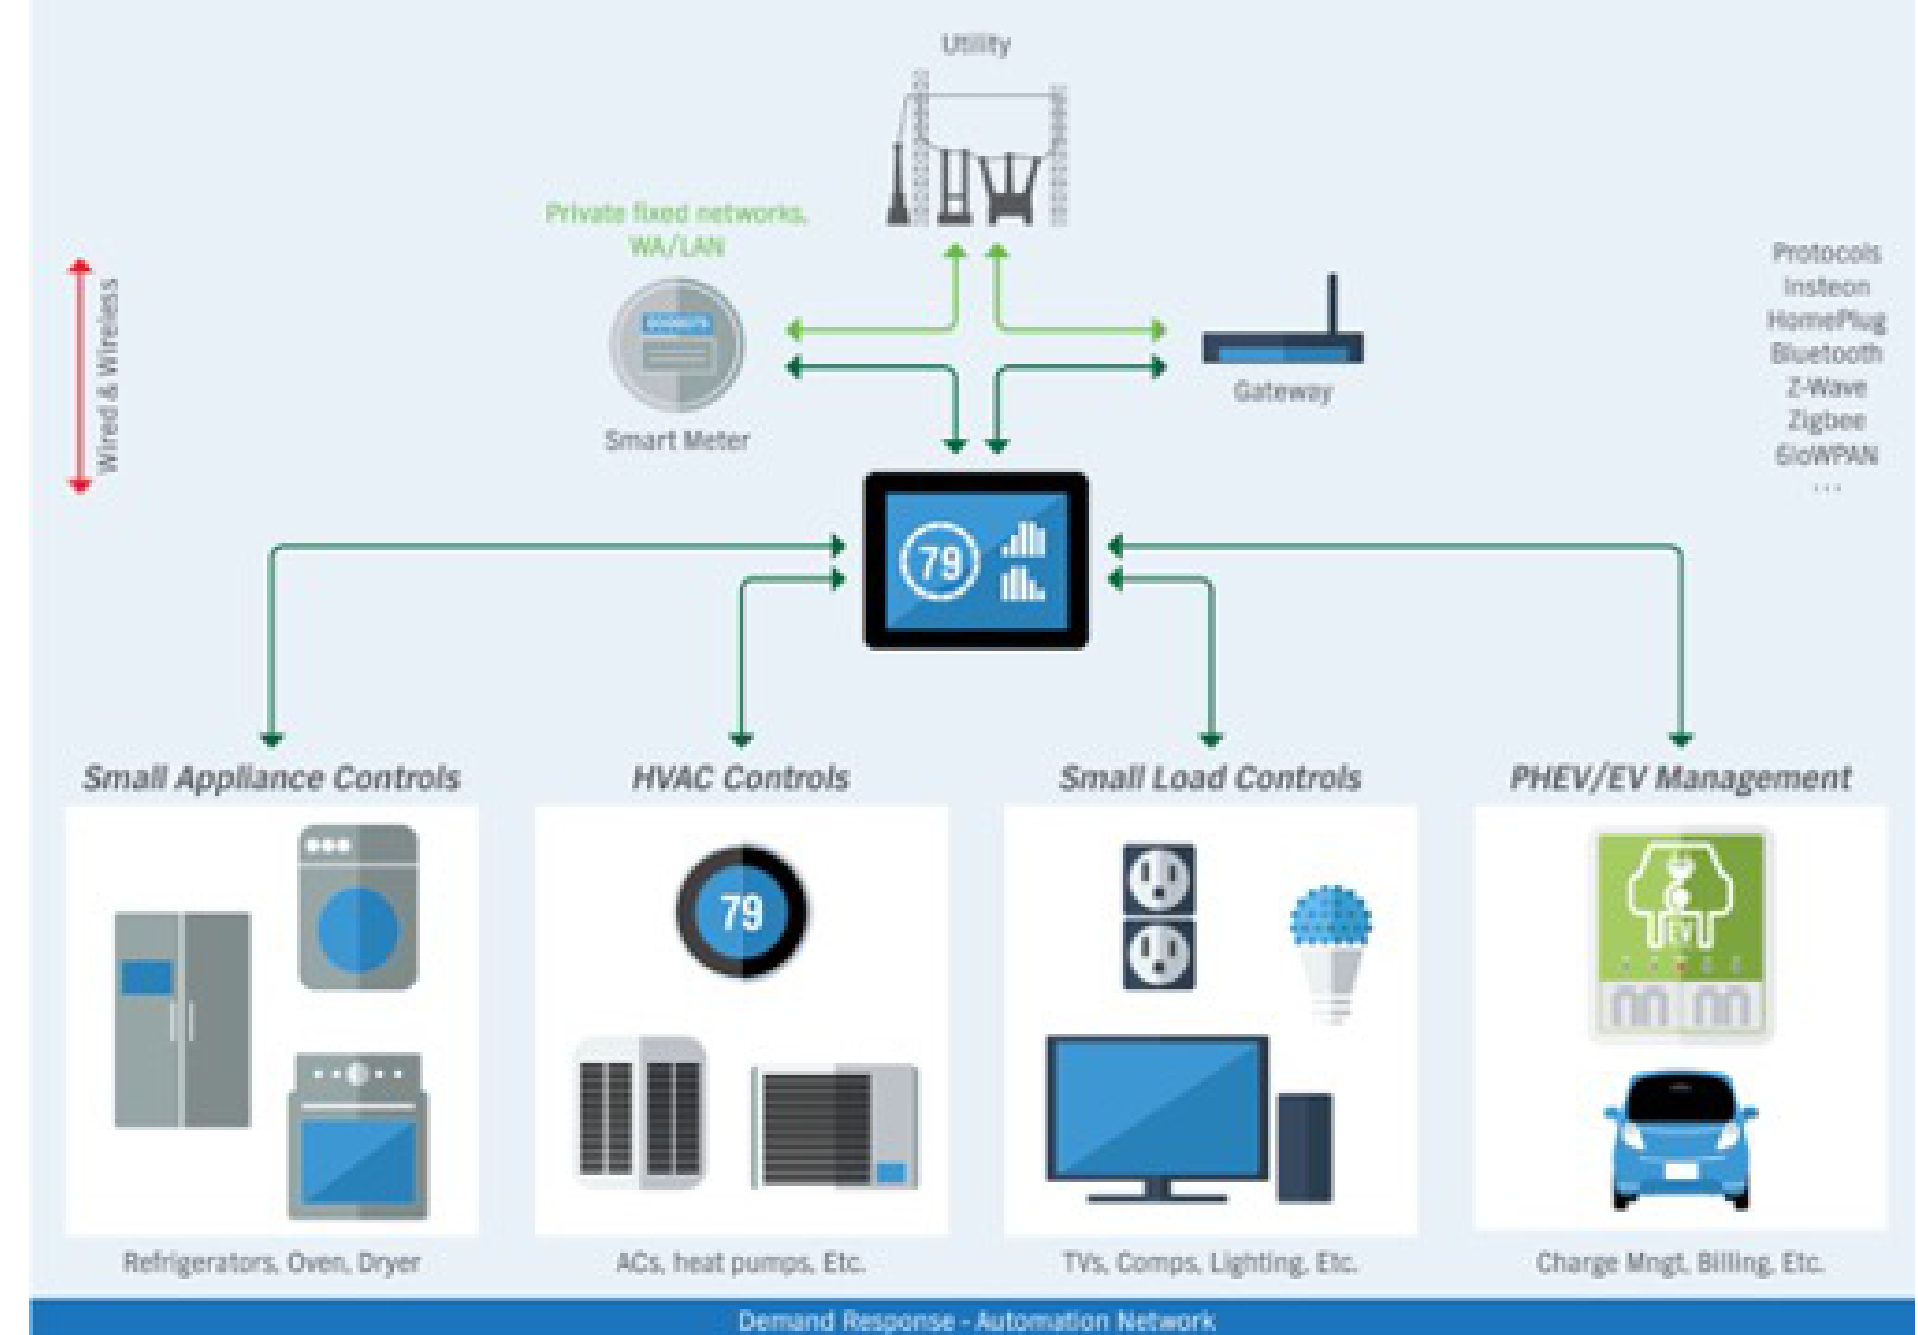 Utility
Private fixed networks,
WA/LAN
Wired & Wireless
Smart Meter
Gateway
Protocols
Insteon
HomePlug
Bluetooth
Z-Wave
Zigbee
6loWPAN
...
79
Small Appliance Controls
HVAC Controls
Small Load Controls
PHEV/EV Management
79
EV
Refrigerators, Oven, Dryer
ACs, heat pumps, Etc.
TVs, Comps, Lighting, Etc.
Charge Mngt, Billing, Etc.
Demand Response - Automation Network